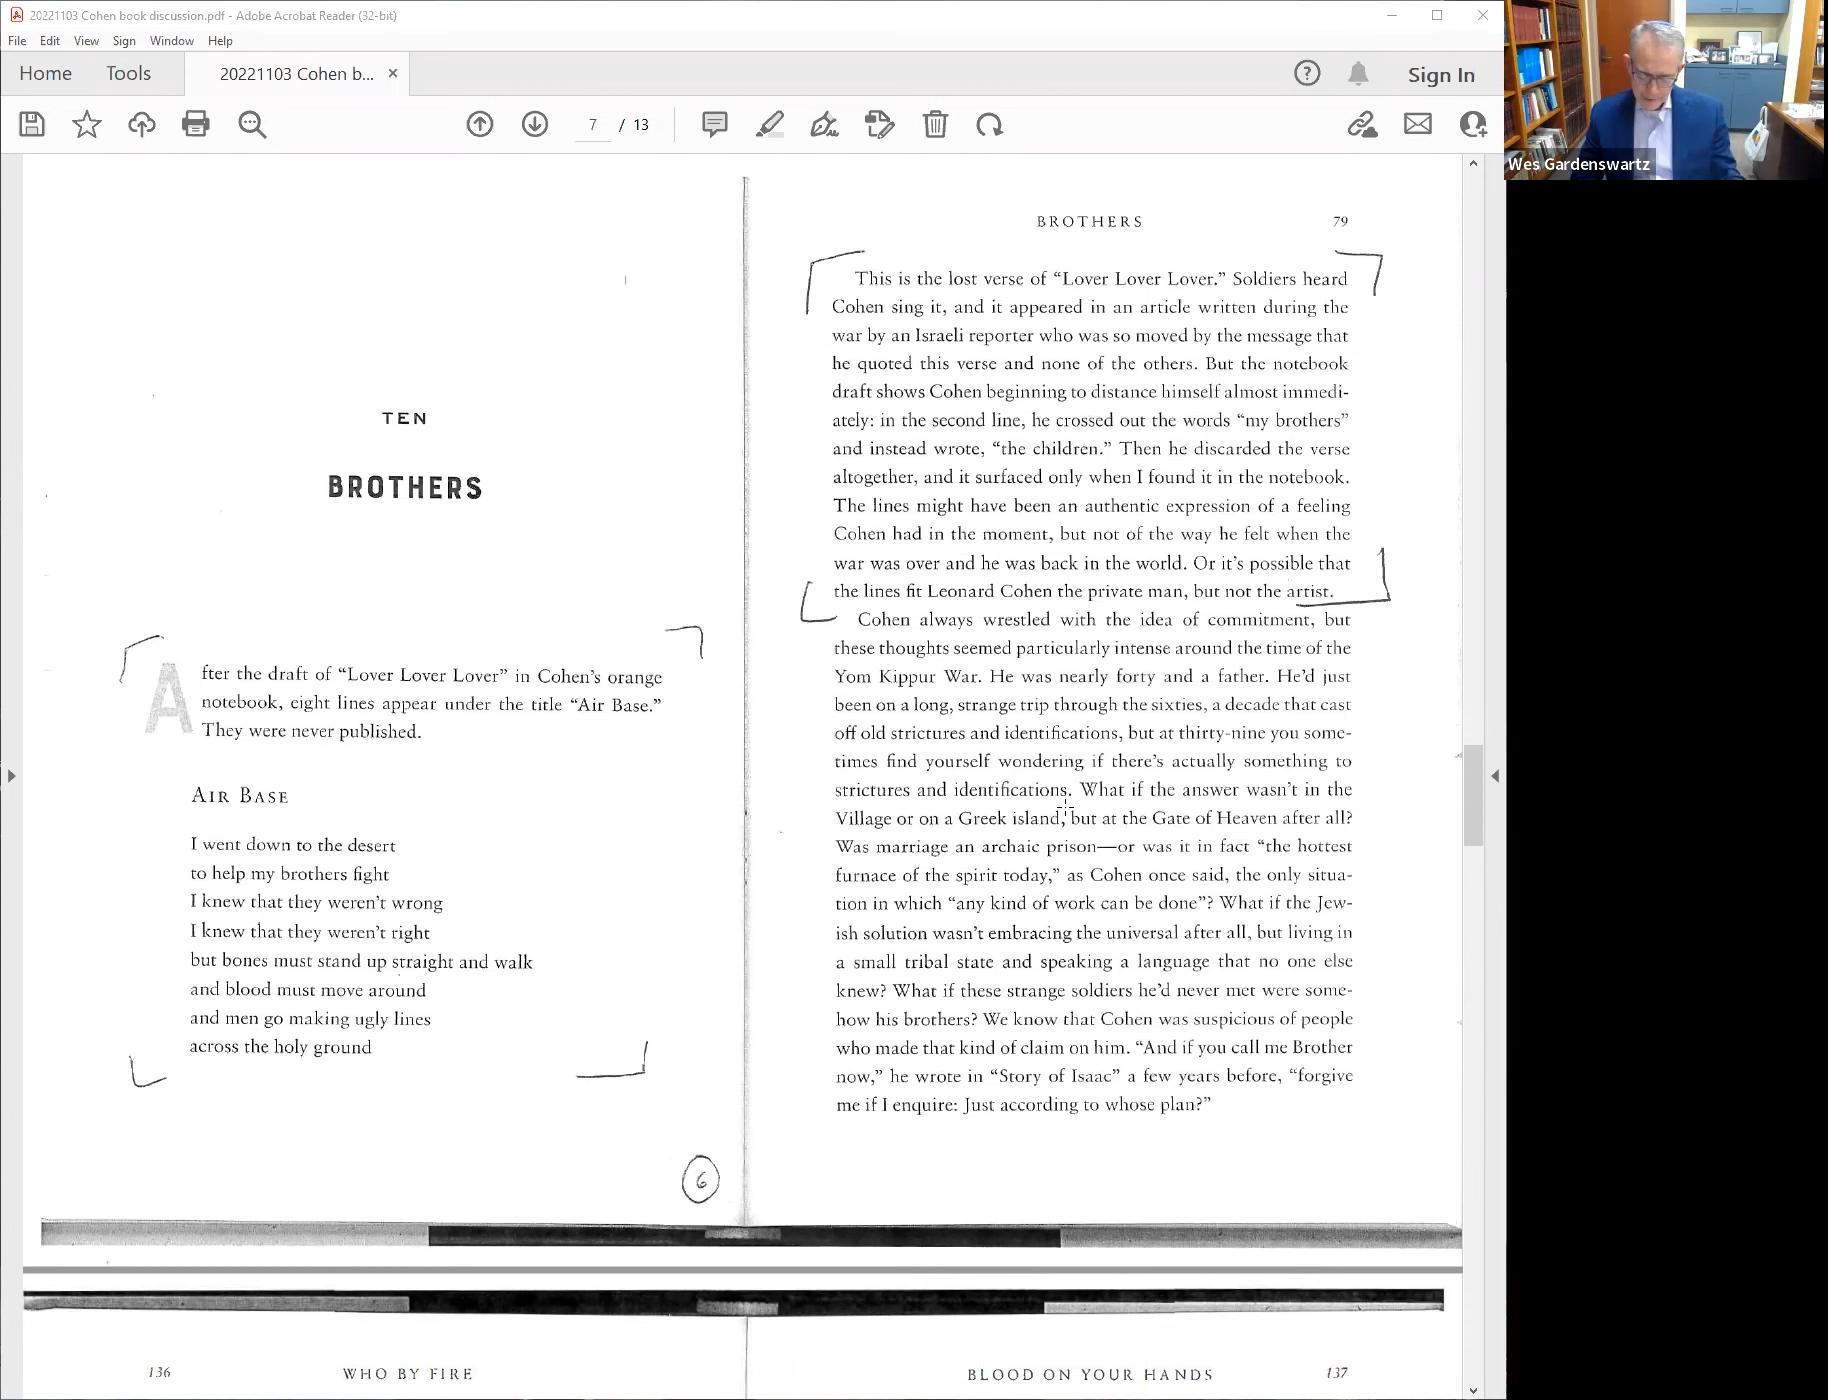 20221103 Cohen book discussion.pdf - Adobe Acrobat Reader (32-bit)
File Edit View Sign Window Help
Home Tools 20221103 Cohen b... × Sign In
7 / 13
Wes Gardenswartz
TEN
BROTHERS
After the draft of “Lover Lover Lover” in Cohen’s orange
notebook, eight lines appear under the title “Air Base.”
They were never published.
AIR BASE
I went down to the desert
to help my brothers fight
I knew that they weren’t wrong
I knew that they weren’t right
but bones must stand up straight and walk
and blood must move around
and men go making ugly lines
across the holy ground
6
BROTHERS 79
This is the lost verse of “Lover Lover Lover.” Soldiers heard
Cohen sing it, and it appeared in an article written during the
war by an Israeli reporter who was so moved by the message that
he quoted this verse and none of the others. But the notebook
draft shows Cohen beginning to distance himself almost immedi-
ately: in the second line, he crossed out the words “my brothers”
and instead wrote, “the children.” Then he discarded the verse
altogether, and it surfaced only when I found it in the notebook.
The lines might have been an authentic expression of a feeling
Cohen had in the moment, but not of the way he felt when the
war was over and he was back in the world. Or it’s possible that
the lines fit Leonard Cohen the private man, but not the artist.
Cohen always wrestled with the idea of commitment, but
these thoughts seemed particularly intense around the time of the
Yom Kippur War. He was nearly forty and a father. He’d just
been on a long, strange trip through the sixties, a decade that cast
off old strictures and identifications, but at thirty-nine you some-
times find yourself wondering if there’s actually something to
strictures and identifications. What if the answer wasn’t in the
Village or on a Greek island, but at the Gate of Heaven after all?
Was marriage an archaic prison—or was it in fact “the hottest
furnace of the spirit today,” as Cohen once said, the only situa-
tion in which “any kind of work can be done”? What if the Jew-
ish solution wasn’t embracing the universal after all, but living in
a small tribal state and speaking a language that no one else
knew? What if these strange soldiers he’d never met were some-
how his brothers? We know that Cohen was suspicious of people
who made that kind of claim on him. “And if you call me Brother
now,” he wrote in “Story of Isaac” a few years before, “forgive
me if I enquire: Just according to whose plan?”
136 WHO BY FIRE
BLOOD ON YOUR HANDS 137